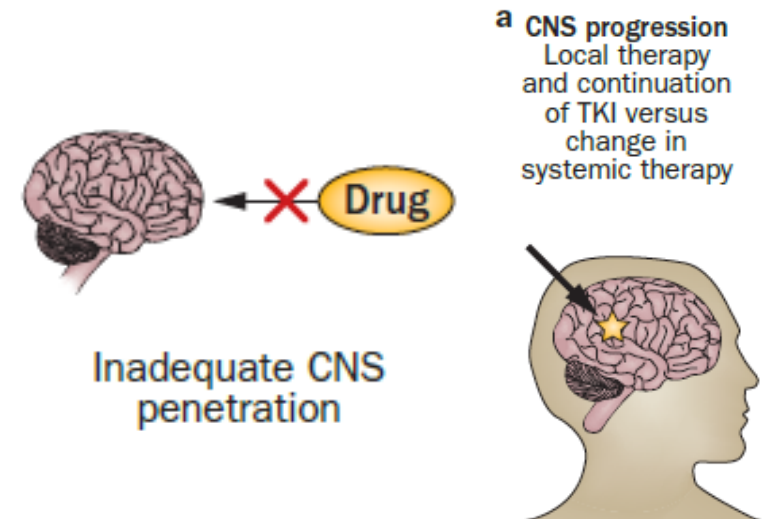 a CNS progression
Local therapy
and continuation
of TKI versus
change in
systemic therapy
Drug
Inadequate CNS
penetration